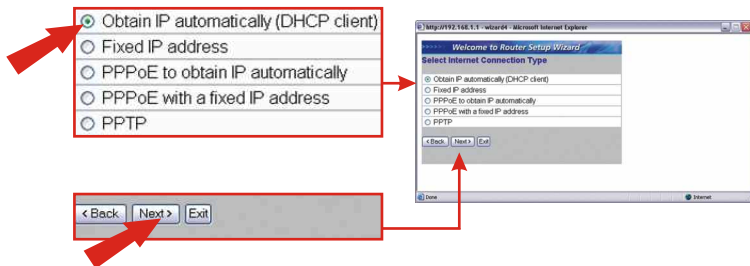 Obtain IP automatically (DHCP client)
Fixed IP address
PPPoE to obtain IP automatically
PPPoE with a fixed IP address
PPTP
< Back Next > Exit
http://192.168.1.1 - wizard4 - Microsoft Internet Explorer
Welcome to Router Setup Wizard
Select Internet Connection Type
Obtain IP automatically (DHCP client)
Fixed IP address
PPPoE to obtain IP automatically
PPPoE with a fixed IP address
PPTP
< Back Next > Exit
Done Internet